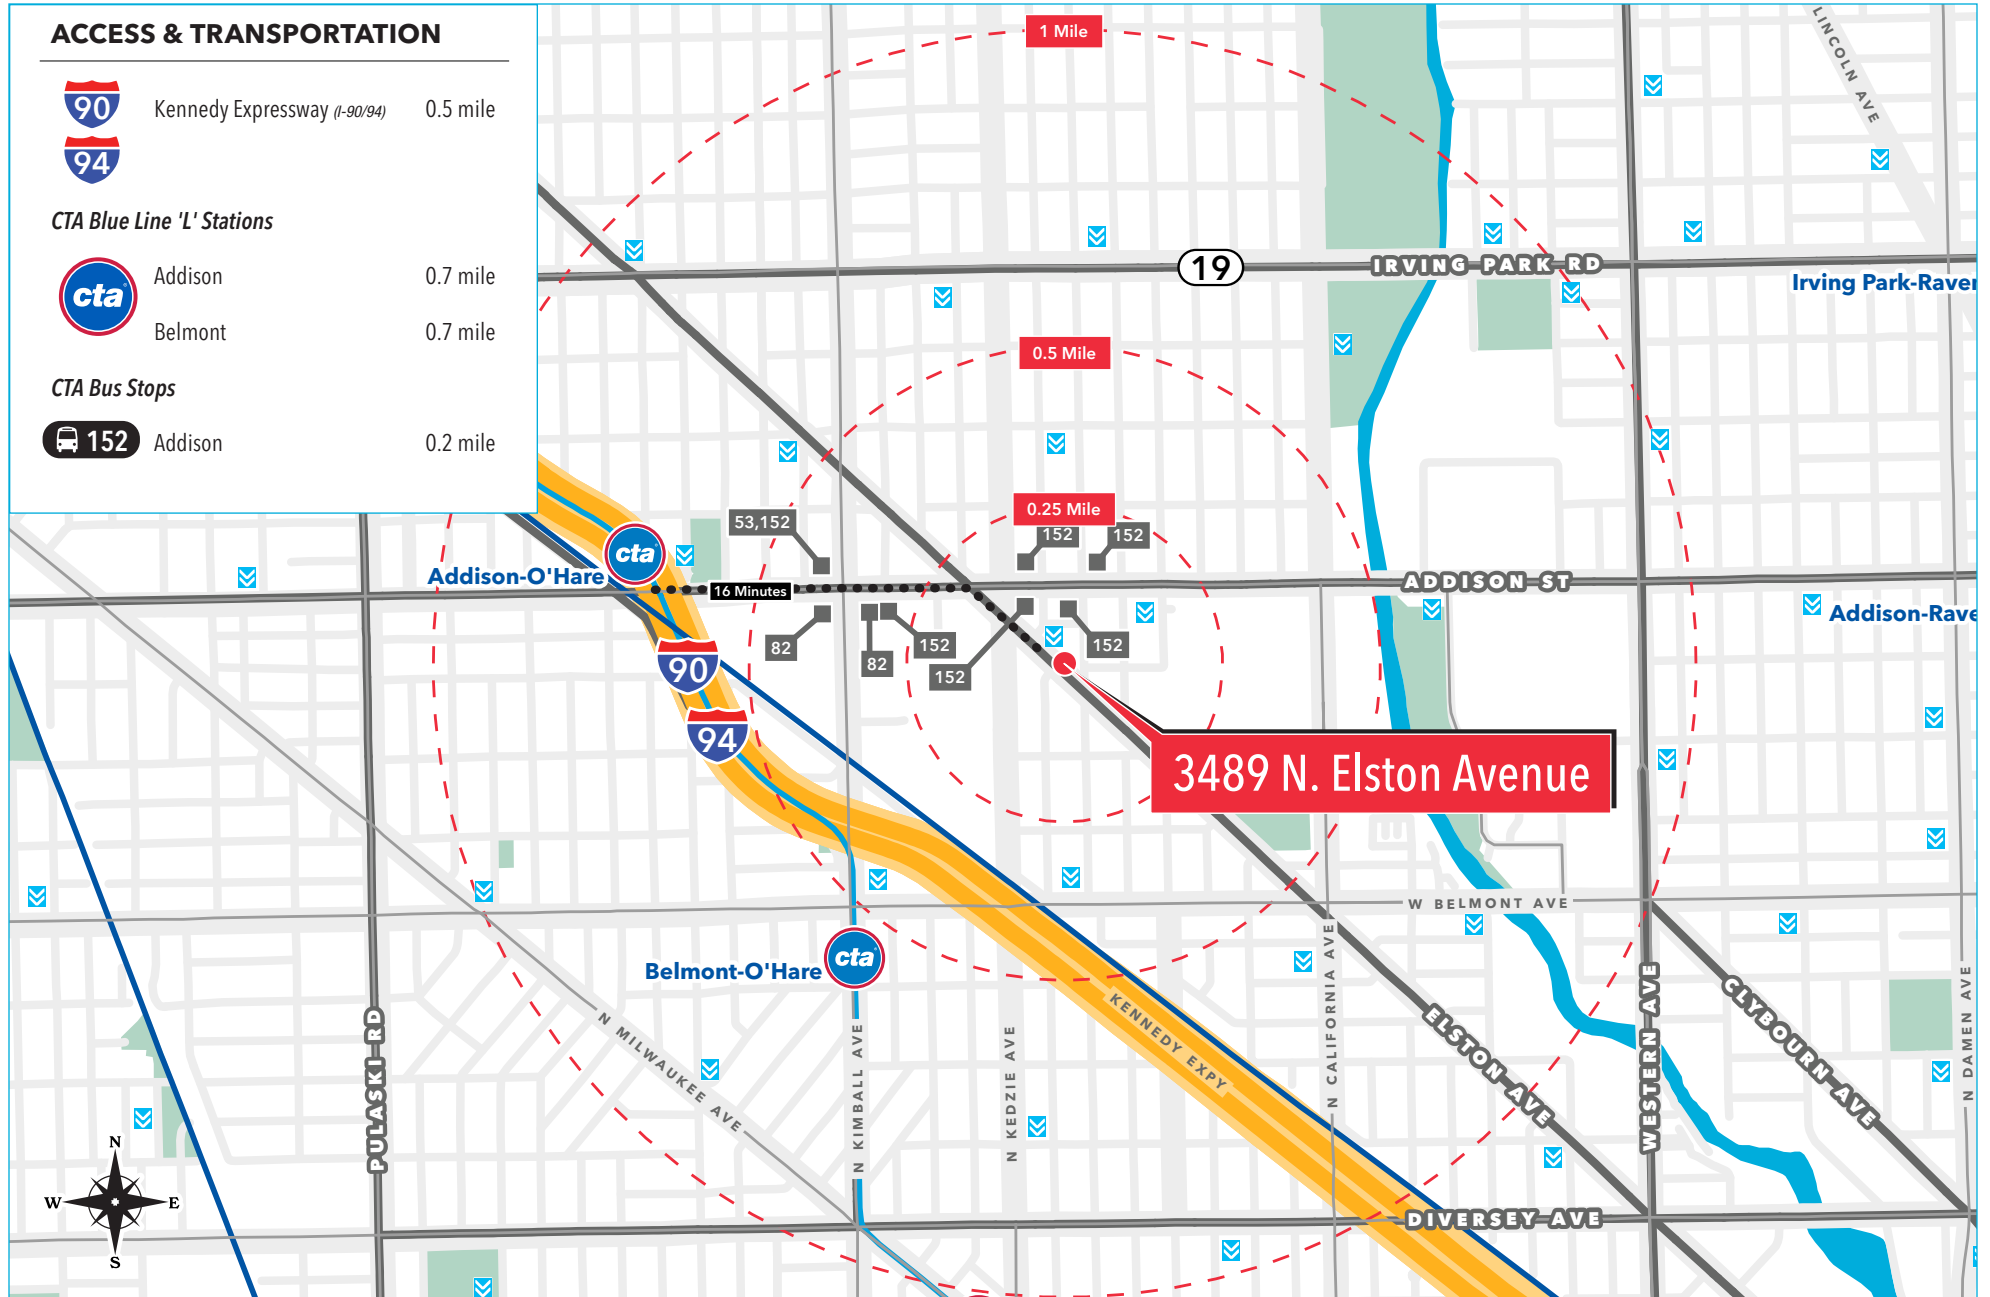 ACCESS & TRANSPORTATION
90
Kennedy Expressway (I-90/94) 0.5 mile
94
CTA Blue Line 'L' Stations
cta
Addison 0.7 mile
Belmont 0.7 mile
CTA Bus Stops
152 Addison 0.2 mile
1 Mile
LINCOLN AVE
19
IRVING PARK RD
Irving Park-Raven
0.5 Mile
0.25 Mile
53,152
152
152
cta
Addison-O'Hare
16 Minutes
ADDISON ST
Addison-Rave
82
82
152
152
152
90
94
3489 N. Elston Avenue
W BELMONT AVE
Belmont-O'Hare
cta
KENNEDY EXPY
N MILWAUKEE AVE
PULASKI RD
N KIMBALL AVE
N KEDZIE AVE
N CALIFORNIA AVE
ELSTON AVE
WESTERN AVE
CLYBOURN AVE
N DAMEN AVE
DIVERSEY AVE
N
W E
S